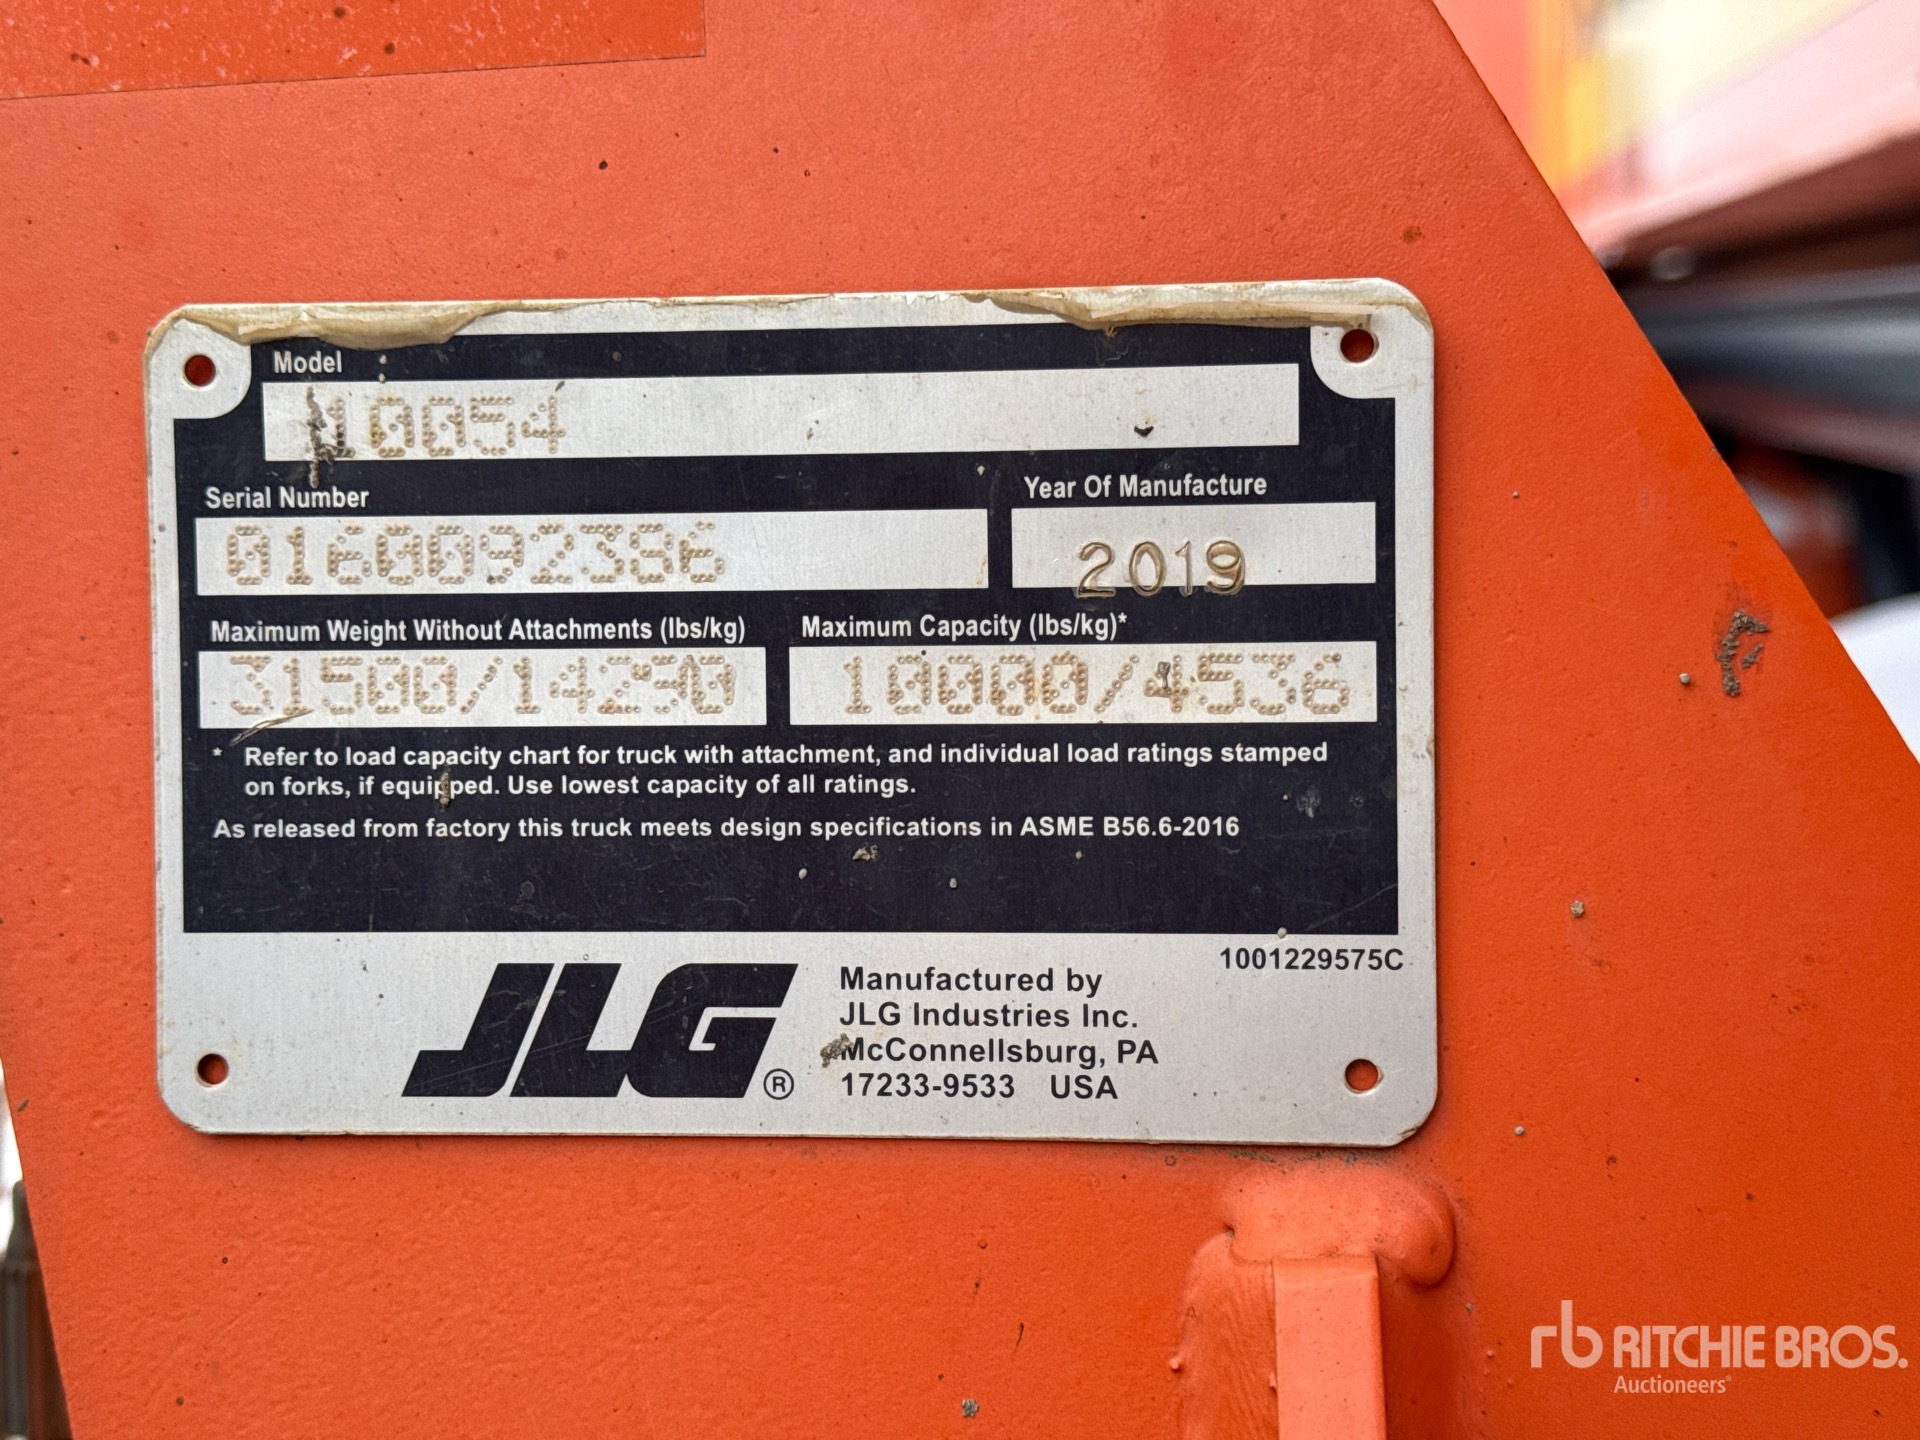 Model
10054
Serial Number
0160092386
Year Of Manufacture
2019
Maximum Weight Without Attachments (lbs/kg)
31500/14290
Maximum Capacity (lbs/kg)*
10000/4536
* Refer to load capacity chart for truck with attachment, and individual load ratings stamped
on forks, if equipped. Use lowest capacity of all ratings.
As released from factory this truck meets design specifications in ASME B56.6-2016
1001229575C
JLG®
Manufactured by
JLG Industries Inc.
McConnellsburg, PA
17233-9533 USA
rb RITCHIE BROS.
Auctioneers®